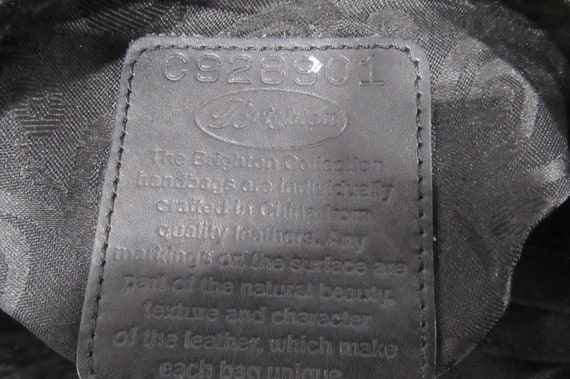 C928901
Brighton
The Brighton Collection
handbags are individually
crafted in China from
quality leathers. Any
markings on the surface are
part of the natural beauty,
texture and character
of the leather, which make
each bag unique.